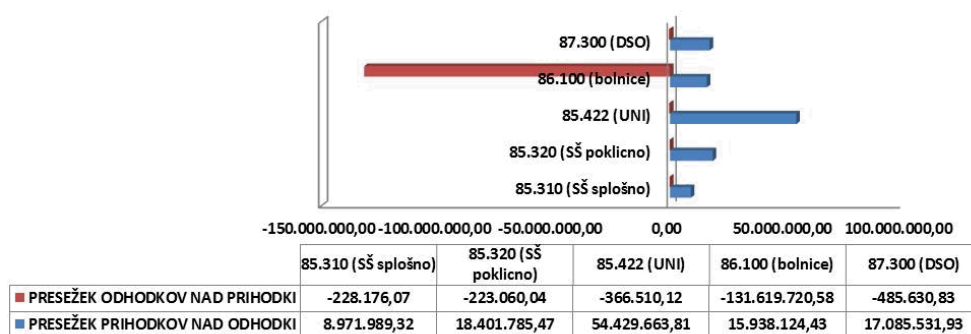 87.300 (DSO)
86.100 (bolnice)
85.422 (UNI)
85.320 (SŠ poklicno)
85.310 (SŠ splošno)
-150.000.000,00 -100.000.000,00 -50.000.000,00 0,00 50.000.000,00 100.000.000,00
85.310 (SŠ splošno) 85.320 (SŠ poklicno) 85.422 (UNI) 86.100 (bolnice) 87.300 (DSO)
PRESEŽEK ODHODKOV NAD PRIHODKI -228.176,07 -223.060,04 -366.510,12 -131.619.720,58 -485.630,83
PRESEŽEK PRIHODKOV NAD ODHODKI 8.971.989,32 18.401.785,47 54.429.663,81 15.938.124,43 17.085.531,93